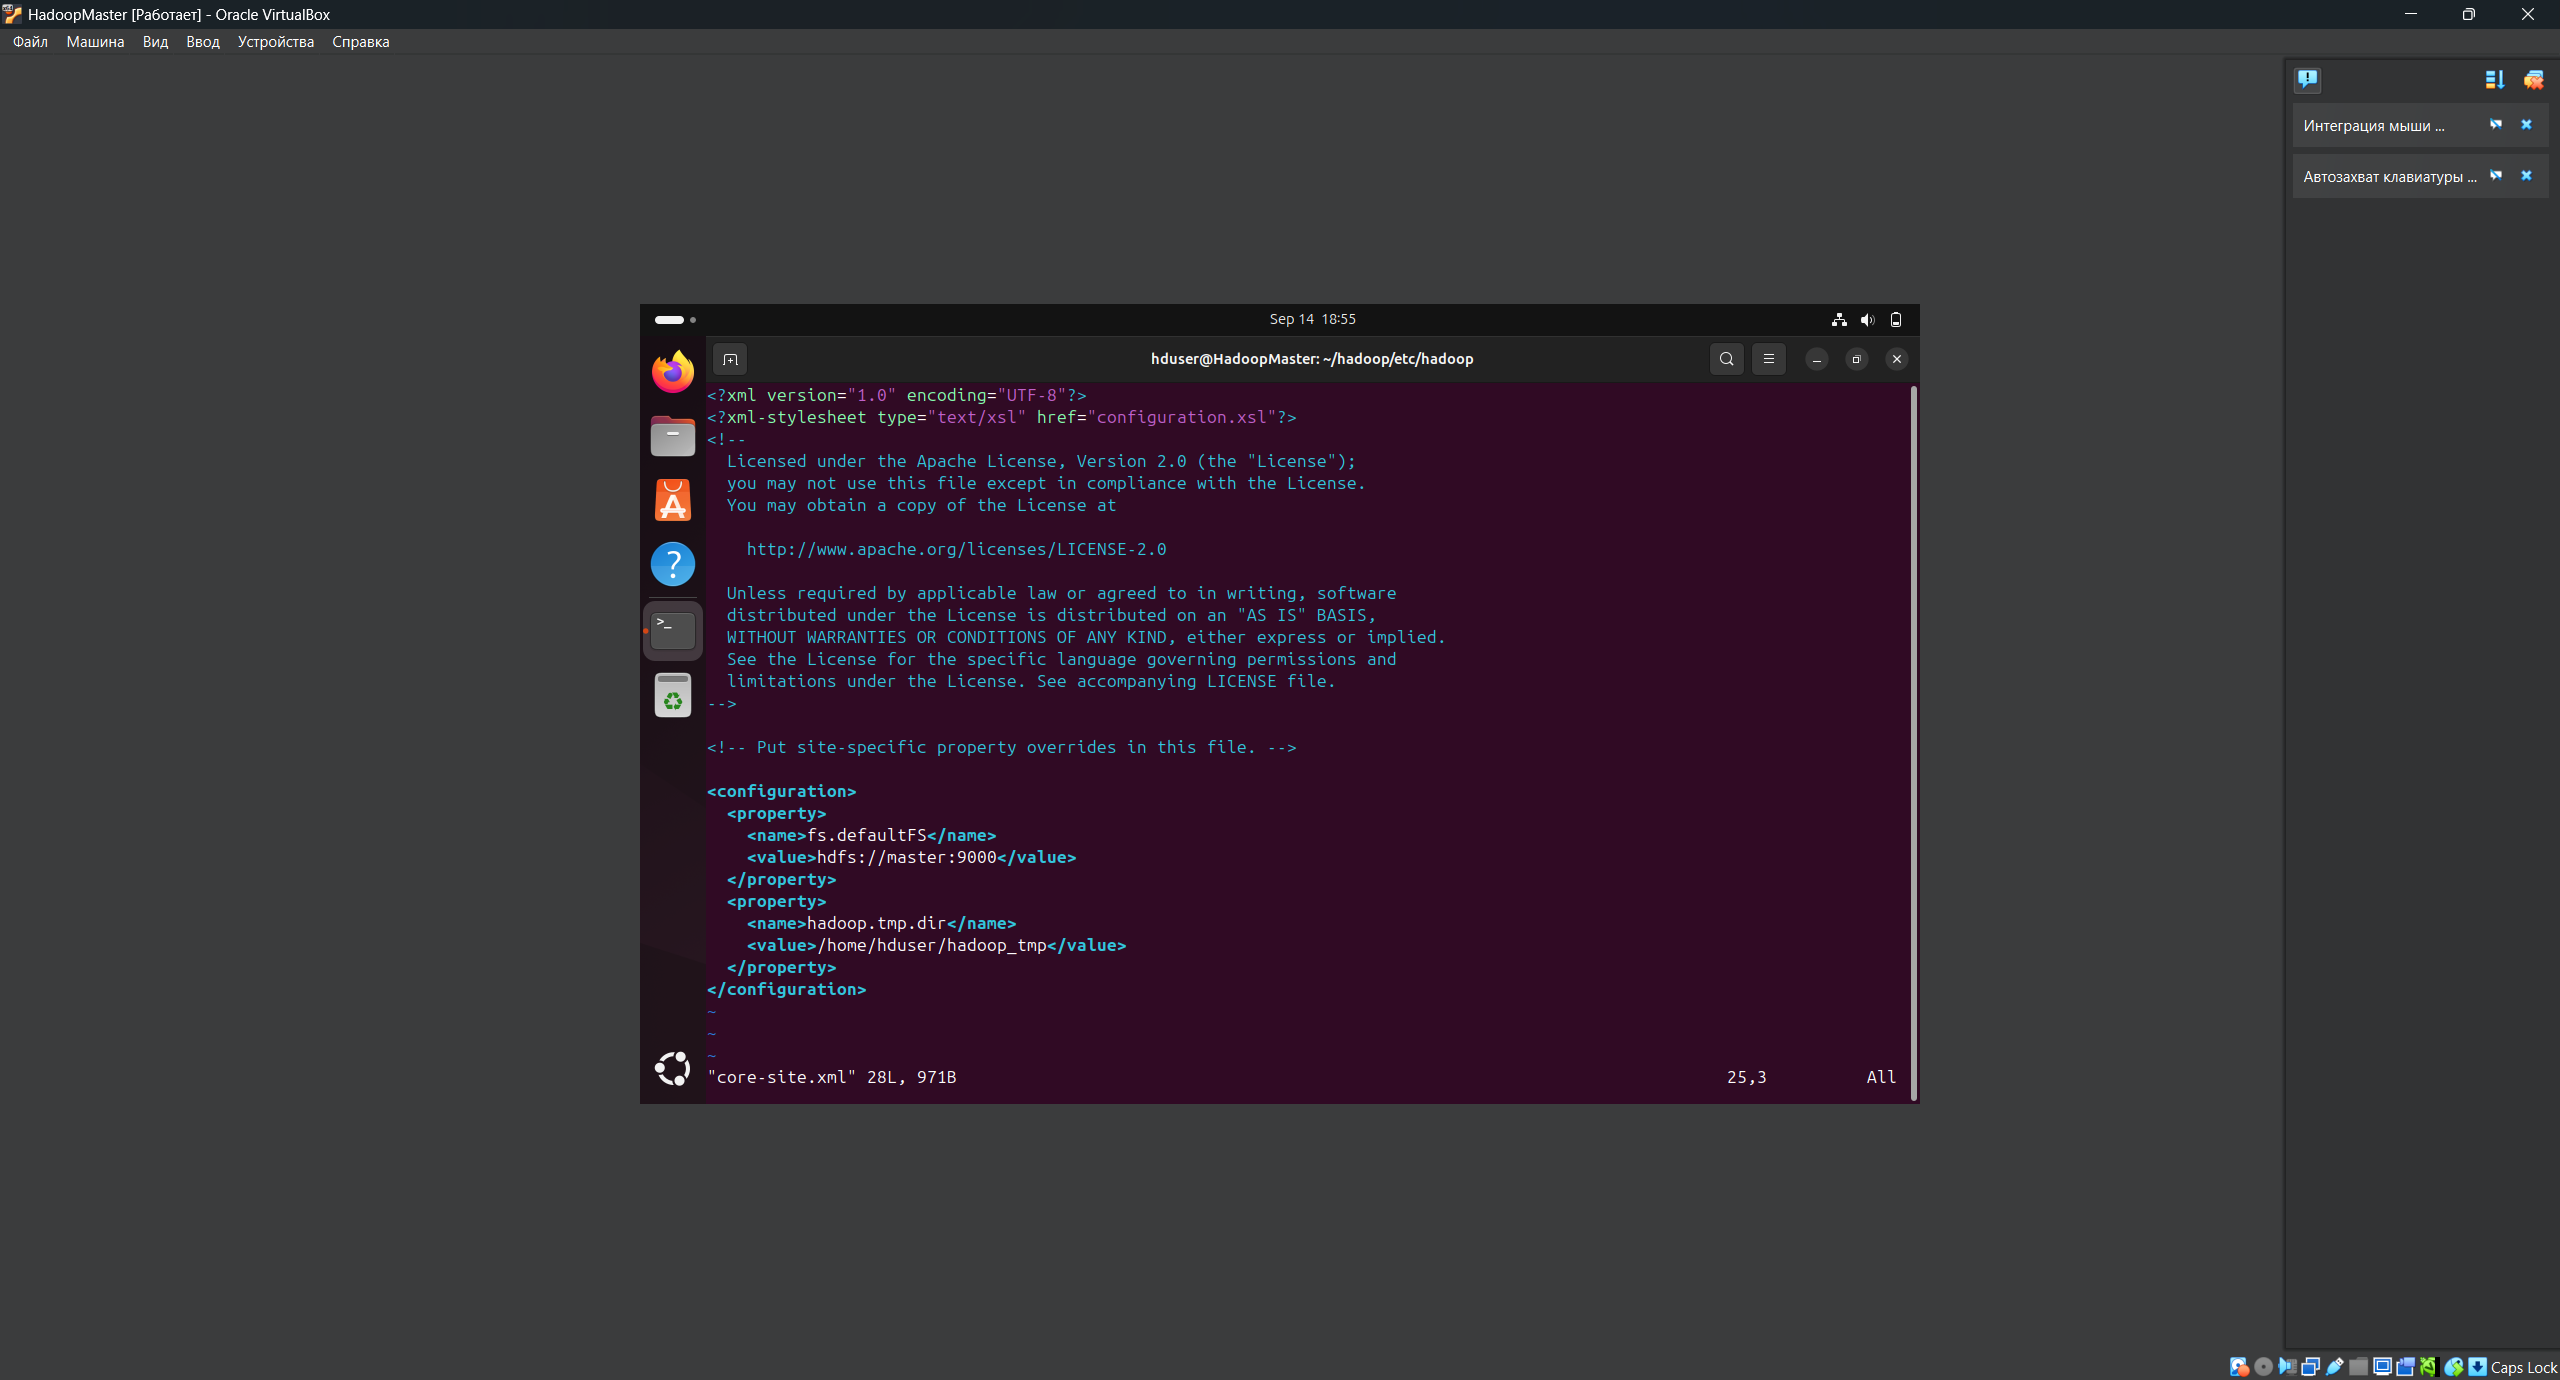 HadoopMaster [Работает] - Oracle VirtualBox
Файл Машина Вид Ввод Устройства Справка
Интеграция мыши ...
Автозахват клавиатуры ...
Sep 14 18:55
hduser@HadoopMaster: ~/hadoop/etc/hadoop
<?xml version="1.0" encoding="UTF-8"?>
<?xml-stylesheet type="text/xsl" href="configuration.xsl"?>
<!--
  Licensed under the Apache License, Version 2.0 (the "License");
  you may not use this file except in compliance with the License.
  You may obtain a copy of the License at

    http://www.apache.org/licenses/LICENSE-2.0

  Unless required by applicable law or agreed to in writing, software
  distributed under the License is distributed on an "AS IS" BASIS,
  WITHOUT WARRANTIES OR CONDITIONS OF ANY KIND, either express or implied.
  See the License for the specific language governing permissions and
  limitations under the License. See accompanying LICENSE file.
-->

<!-- Put site-specific property overrides in this file. -->

<configuration>
  <property>
    <name>fs.defaultFS</name>
    <value>hdfs://master:9000</value>
  </property>
  <property>
    <name>hadoop.tmp.dir</name>
    <value>/home/hduser/hadoop_tmp</value>
  </property>
</configuration>
~
~
~
"core-site.xml" 28L, 971B 25,3 All
Caps Lock